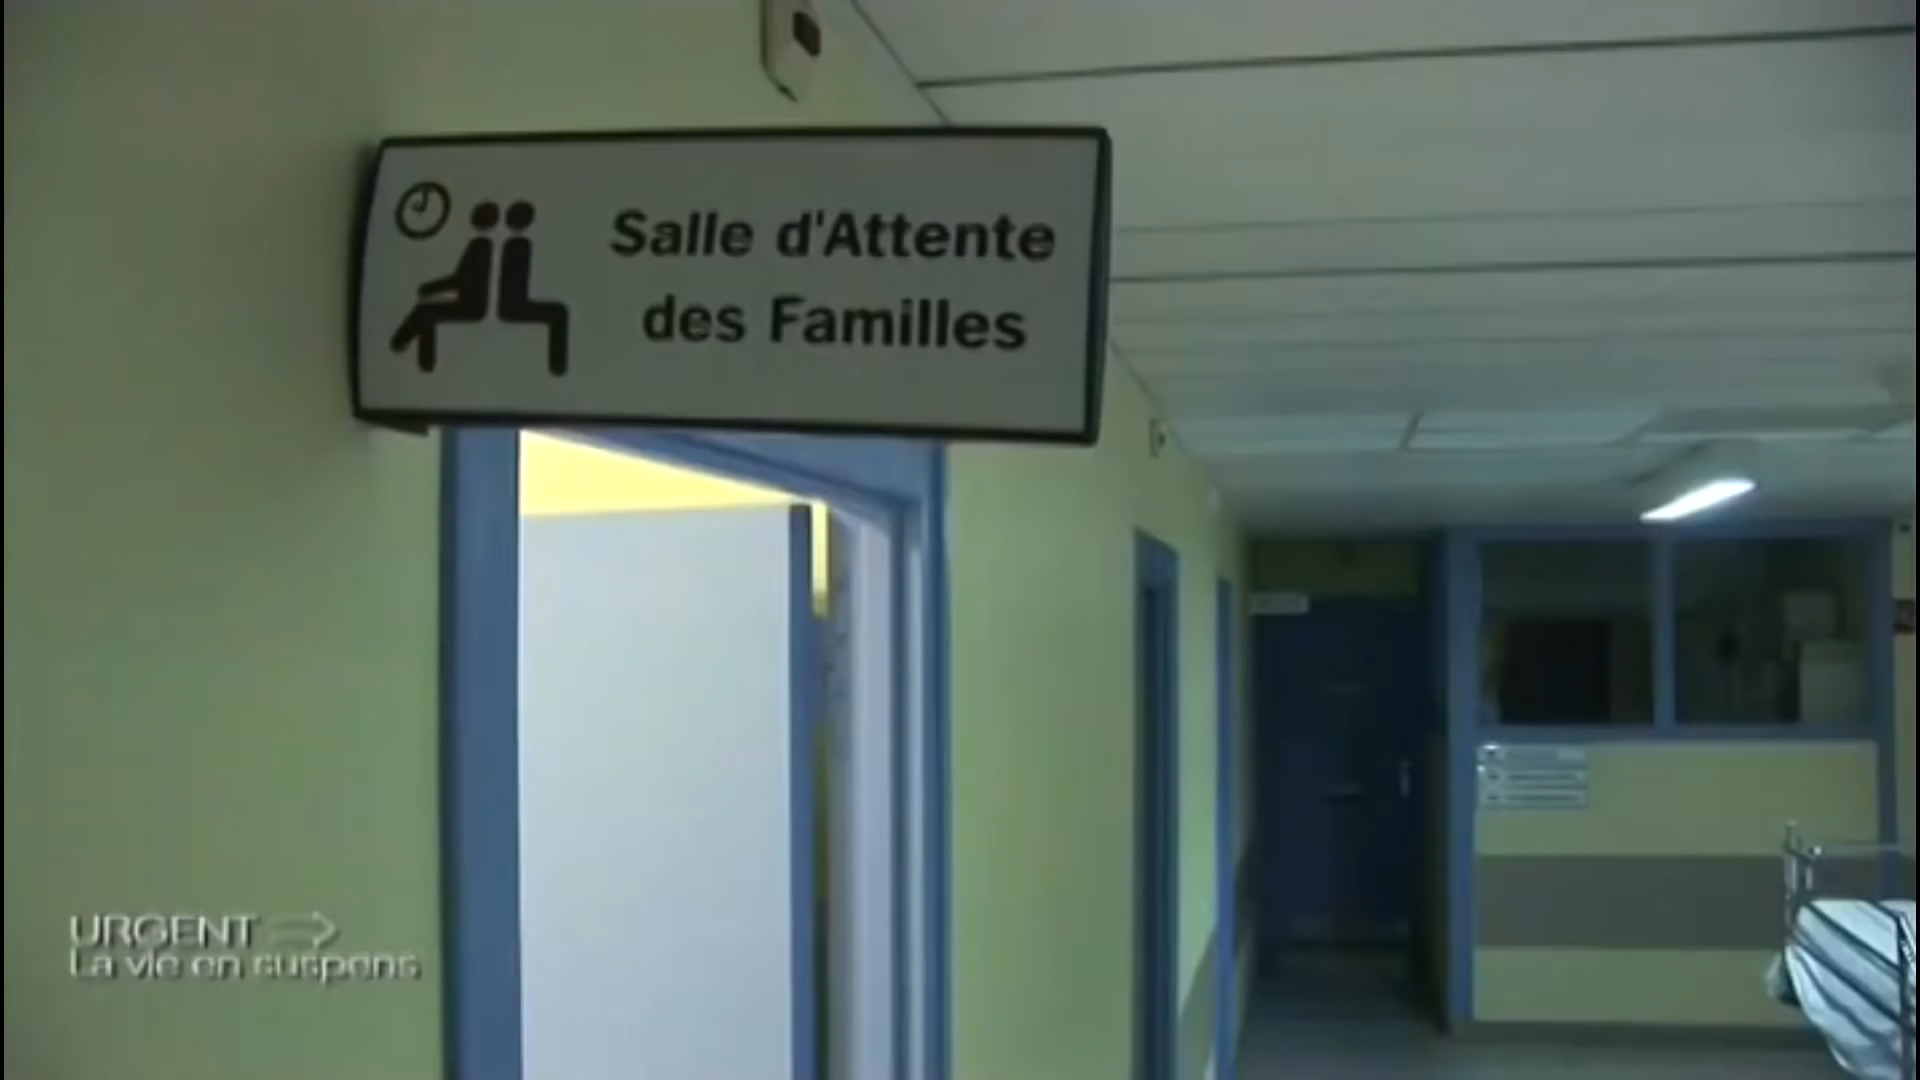 Salle d'Attente
des Familles
URGENT
La vie en suspens